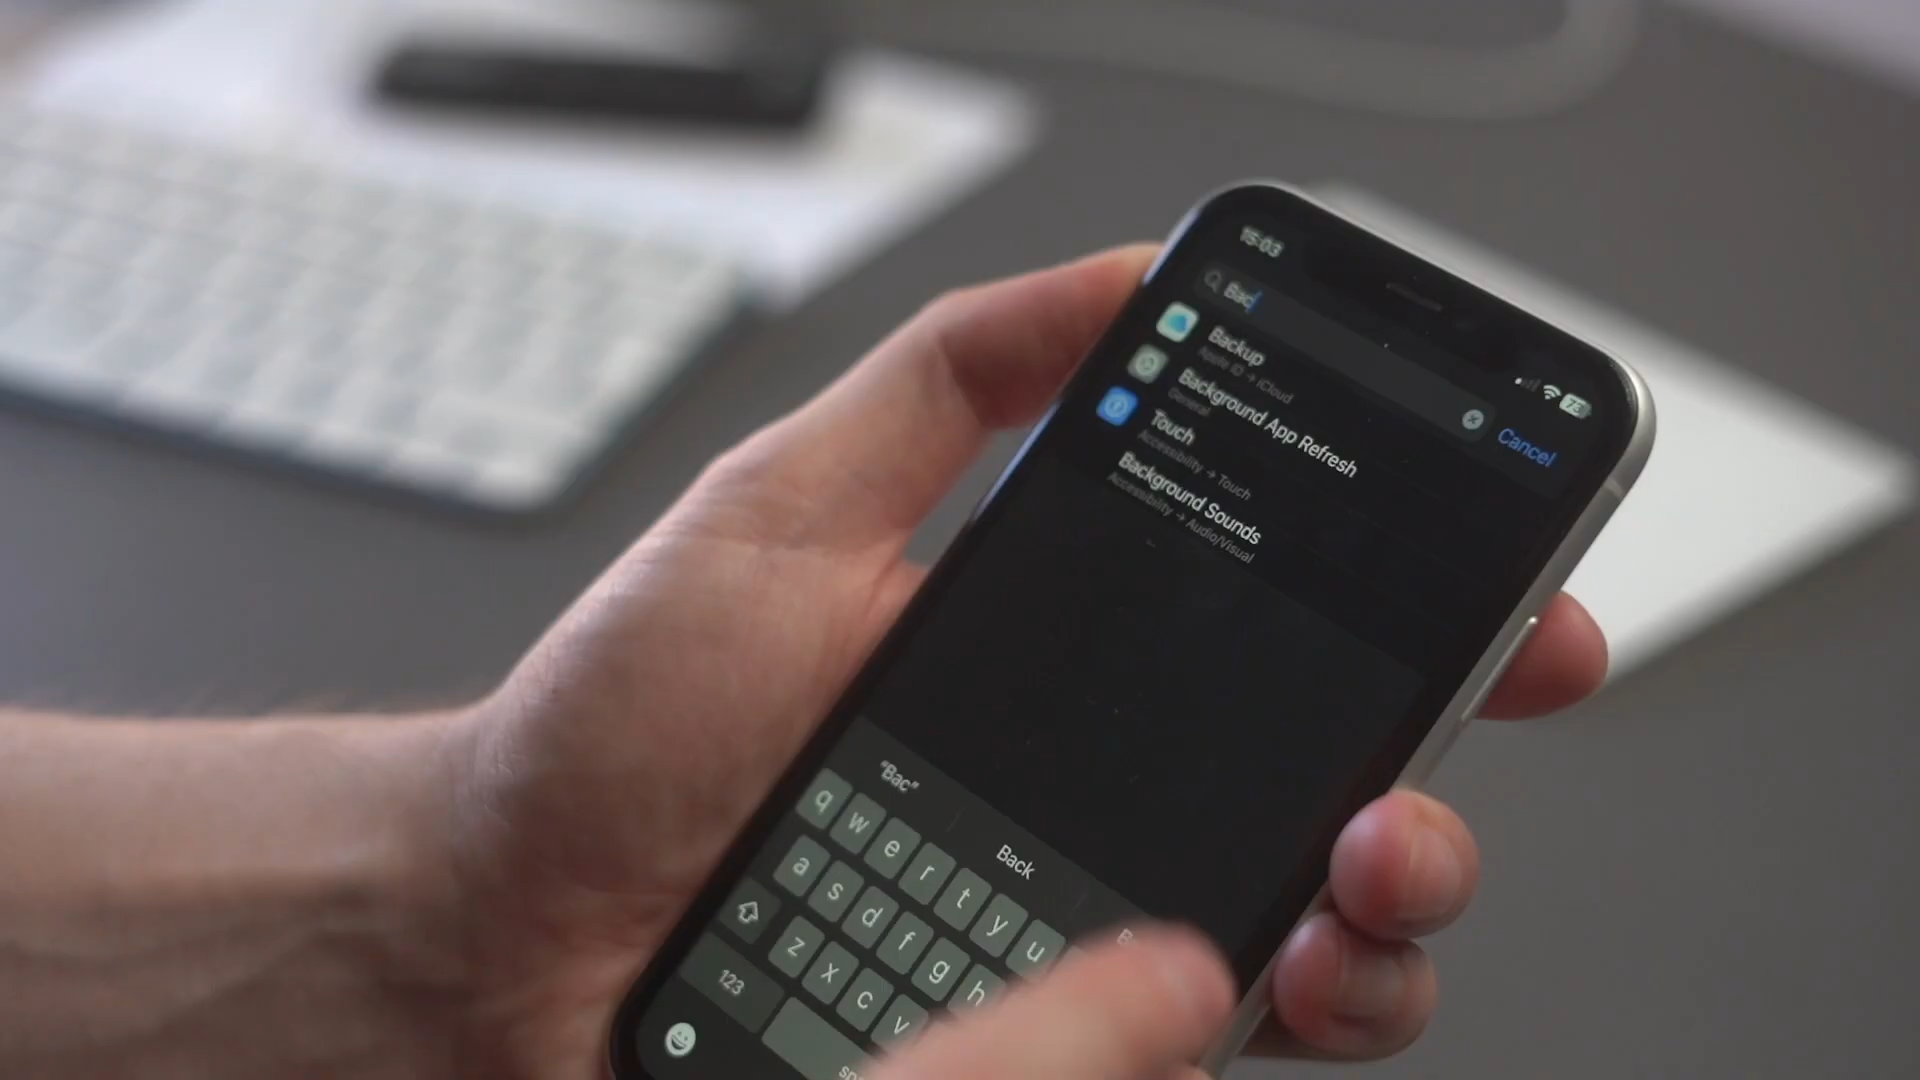 15:03
73
Bac
Cancel
Backup
Apple ID → iCloud
Background App Refresh
General
Touch
Accessibility → Touch
Background Sounds
Accessibility → Audio/Visual
"Bac"
Back
q w e r t y u
a s d f g h
z x c v
123